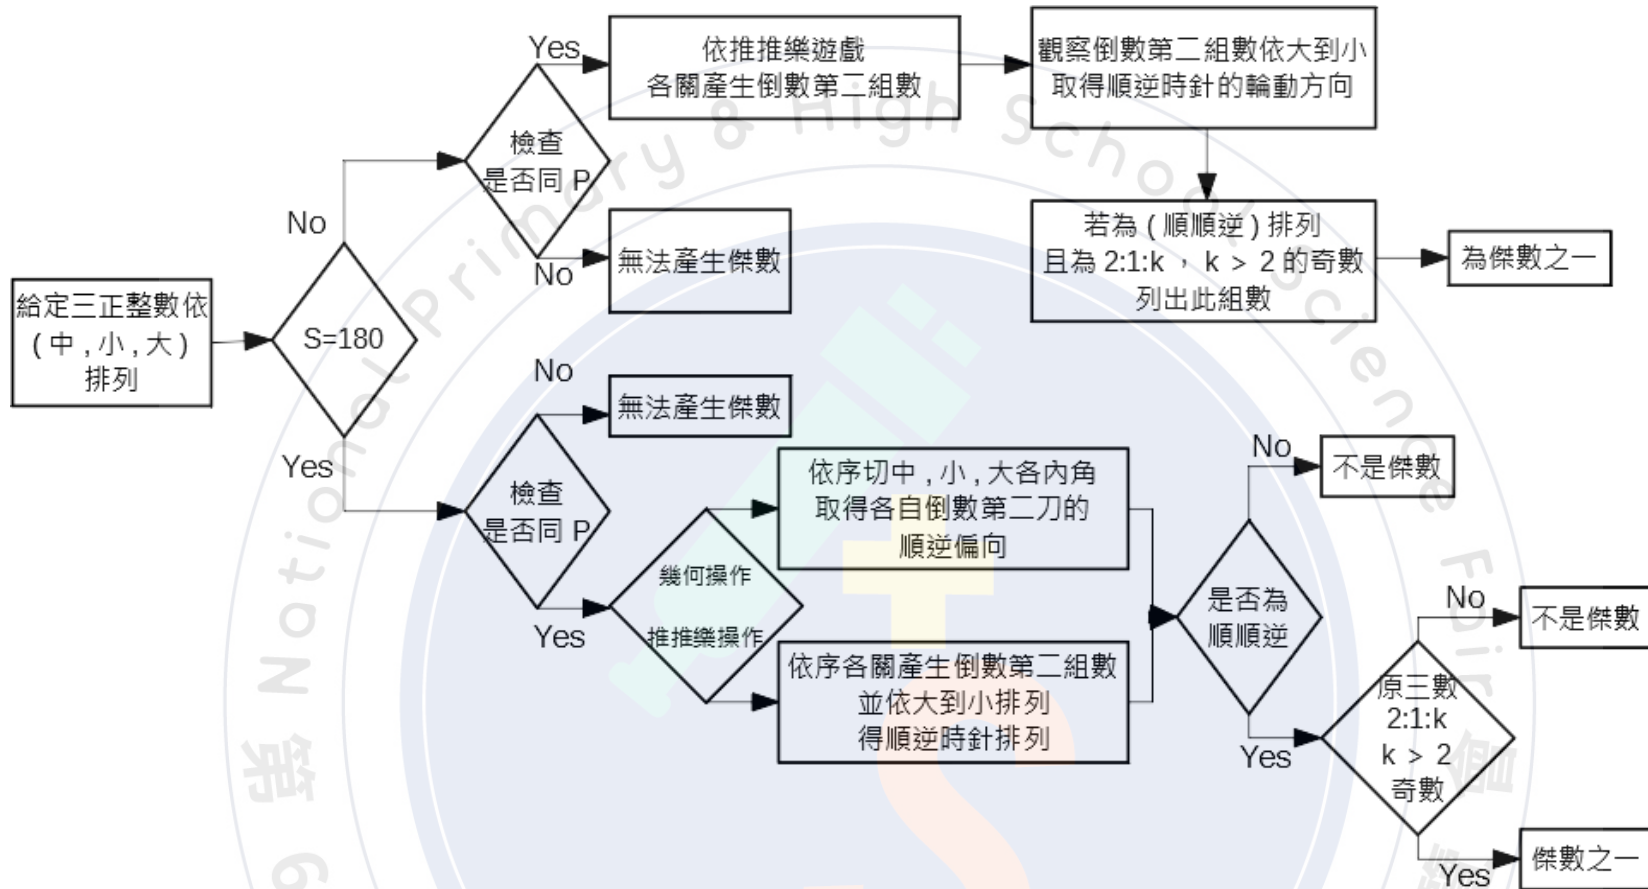 給定三正整數依
( 中 , 小 , 大 )
排列
S=180
No
Yes
檢查
是否同 P
Yes
No
依推推樂遊戲
各關產生倒數第二組數
觀察倒數第二組數依大到小
取得順逆時針的輪動方向
無法產生傑數
若為 ( 順順逆 ) 排列
且為 2:1:k ， k > 2 的奇數
列出此組數
為傑數之一
檢查
是否同 P
No
Yes
無法產生傑數
幾何操作
推推樂操作
依序切中 , 小 , 大各內角
取得各自倒數第二刀的
順逆偏向
依序各關產生倒數第二組數
並依大到小排列
得順逆時針排列
是否為
順順逆
No
Yes
不是傑數
原三數
2:1:k
k > 2
奇數
No
Yes
不是傑數
傑數之一
第 National Primary & High School Science Fair